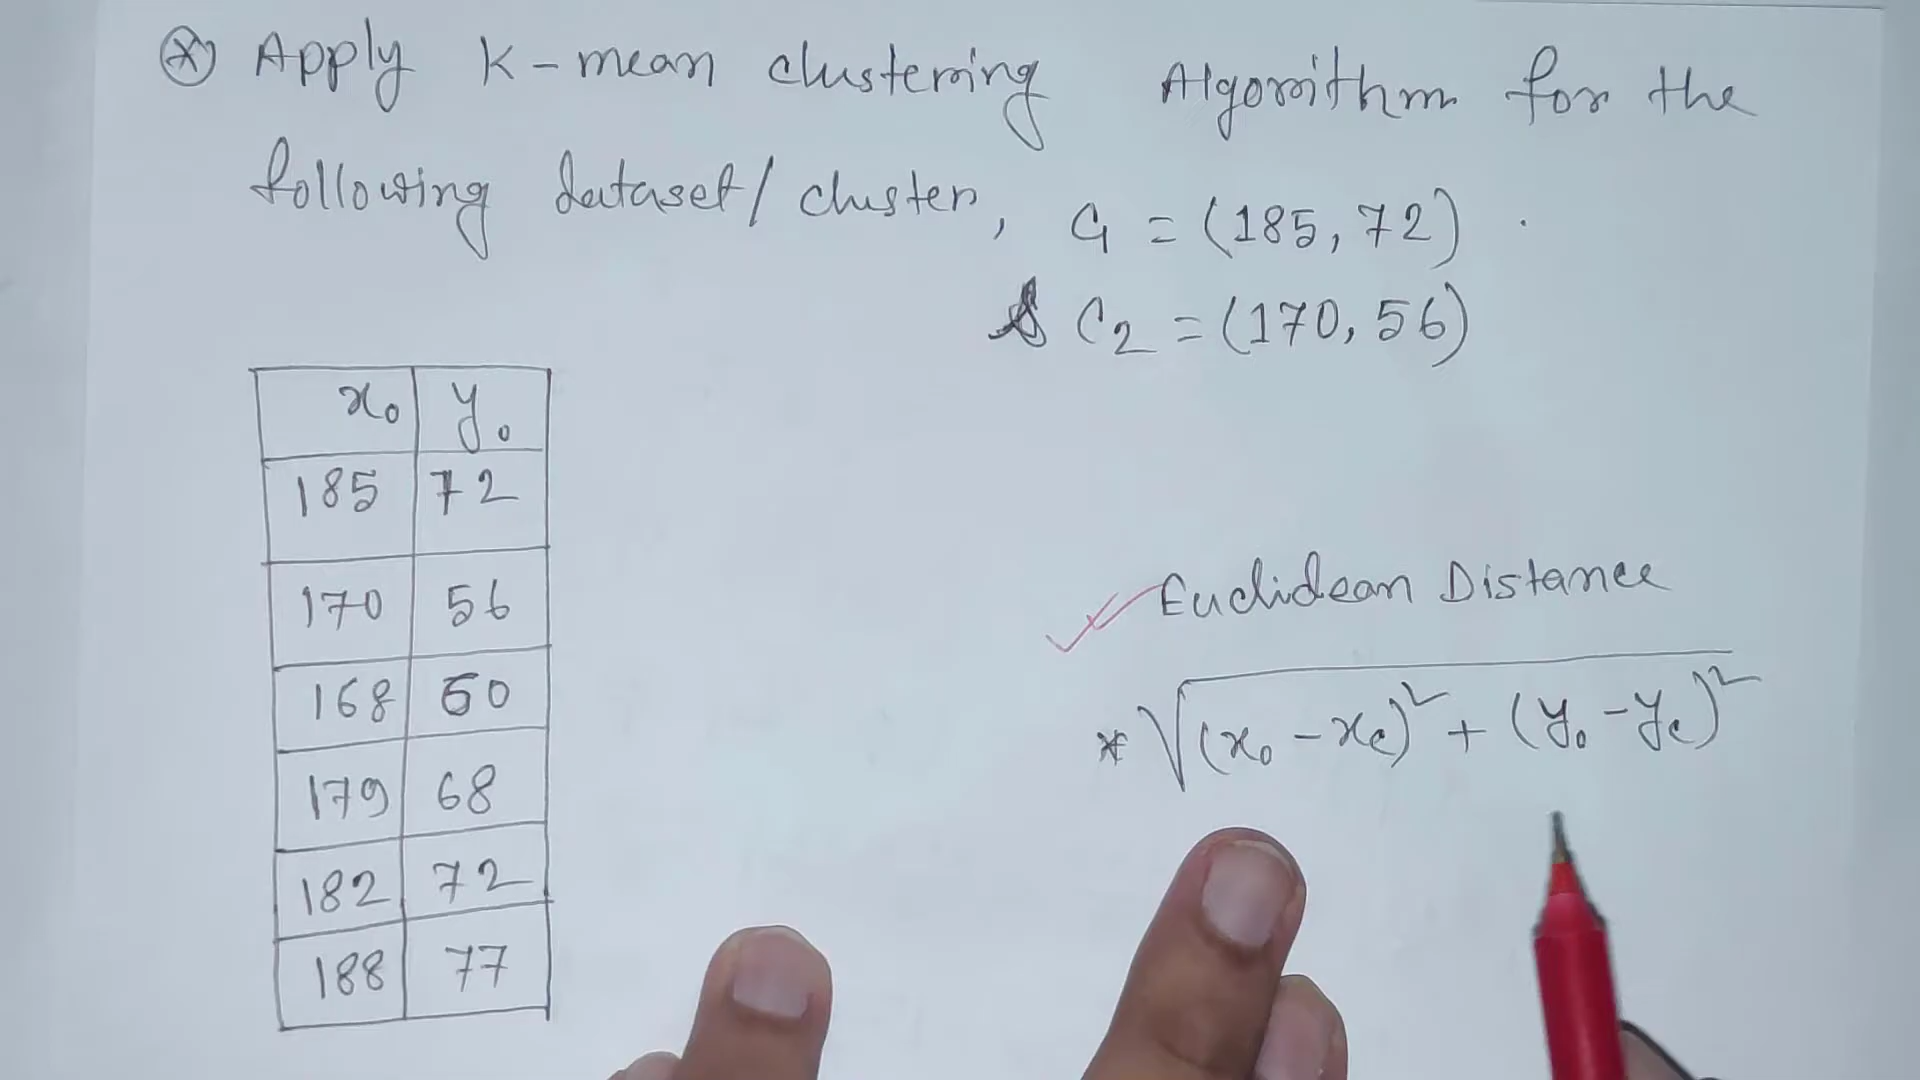 ⊛ Apply K-mean clustering Algorithm for the
following dataset/cluster, C1 = (185, 72) .
& C2 = (170, 56)
x₀ y₀
185 72
170 56
168 60
179 68
182 72
188 77
Euclidean Distance
* √(x₀ - xc)² + (y₀ - yc)²